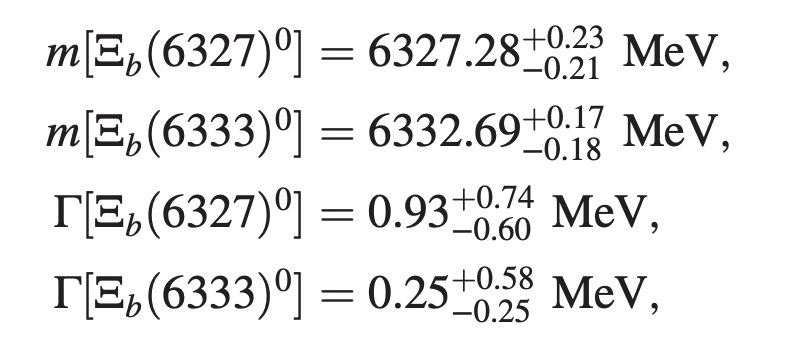 m[Ξ_b(6327)^0] = 6327.28^{+0.23}_{−0.21} MeV,
m[Ξ_b(6333)^0] = 6332.69^{+0.17}_{−0.18} MeV,
Γ[Ξ_b(6327)^0] = 0.93^{+0.74}_{−0.60} MeV,
Γ[Ξ_b(6333)^0] = 0.25^{+0.58}_{−0.25} MeV,